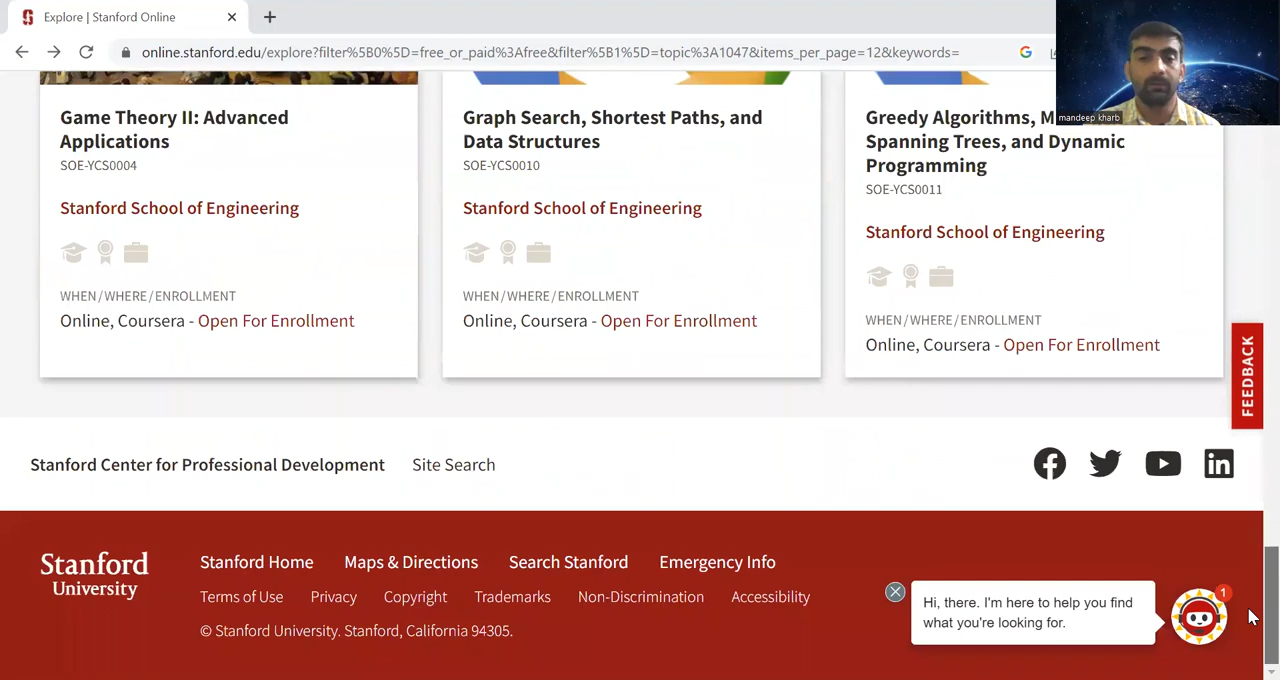 Explore | Stanford Online
online.stanford.edu/explore?filter%5B0%5D=free_or_paid%3Afree&filter%5B1%5D=topic%3A1047&items_per_page=12&keywords=
mandeep kharb
Game Theory II: Advanced
Applications
SOE-YCS0004
Stanford School of Engineering
WHEN/WHERE/ENROLLMENT
Online, Coursera - Open For Enrollment
Graph Search, Shortest Paths, and
Data Structures
SOE-YCS0010
Stanford School of Engineering
WHEN/WHERE/ENROLLMENT
Online, Coursera - Open For Enrollment
Greedy Algorithms, M
Spanning Trees, and Dynamic
Programming
SOE-YCS0011
Stanford School of Engineering
WHEN/WHERE/ENROLLMENT
Online, Coursera - Open For Enrollment
FEEDBACK
Stanford Center for Professional Development
Site Search
Stanford
University
Stanford Home Maps & Directions Search Stanford Emergency Info
Terms of Use Privacy Copyright Trademarks Non-Discrimination Accessibility
© Stanford University. Stanford, California 94305.
Hi, there. I'm here to help you find
what you're looking for.
1